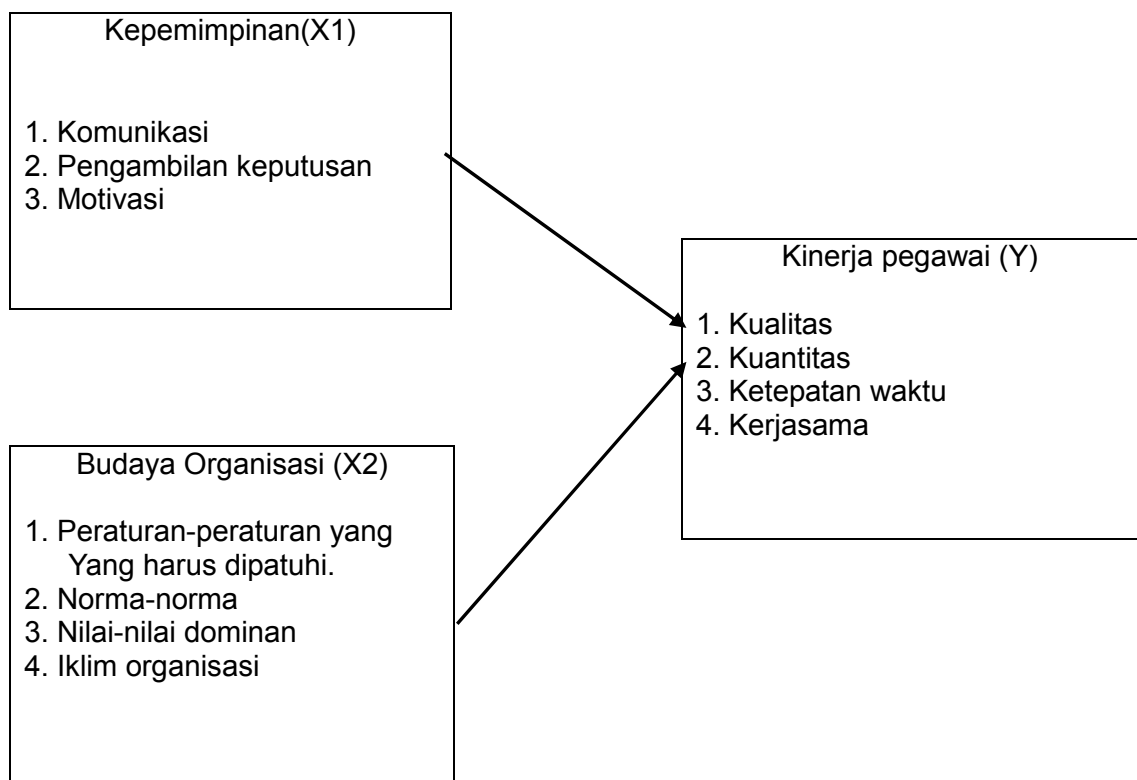 Kepemimpinan(X1)
1. Komunikasi
2. Pengambilan keputusan
3. Motivasi
Kinerja pegawai (Y)
1. Kualitas
2. Kuantitas
3. Ketepatan waktu
4. Kerjasama
Budaya Organisasi (X2)
1. Peraturan-peraturan yang
Yang harus dipatuhi.
2. Norma-norma
3. Nilai-nilai dominan
4. Iklim organisasi